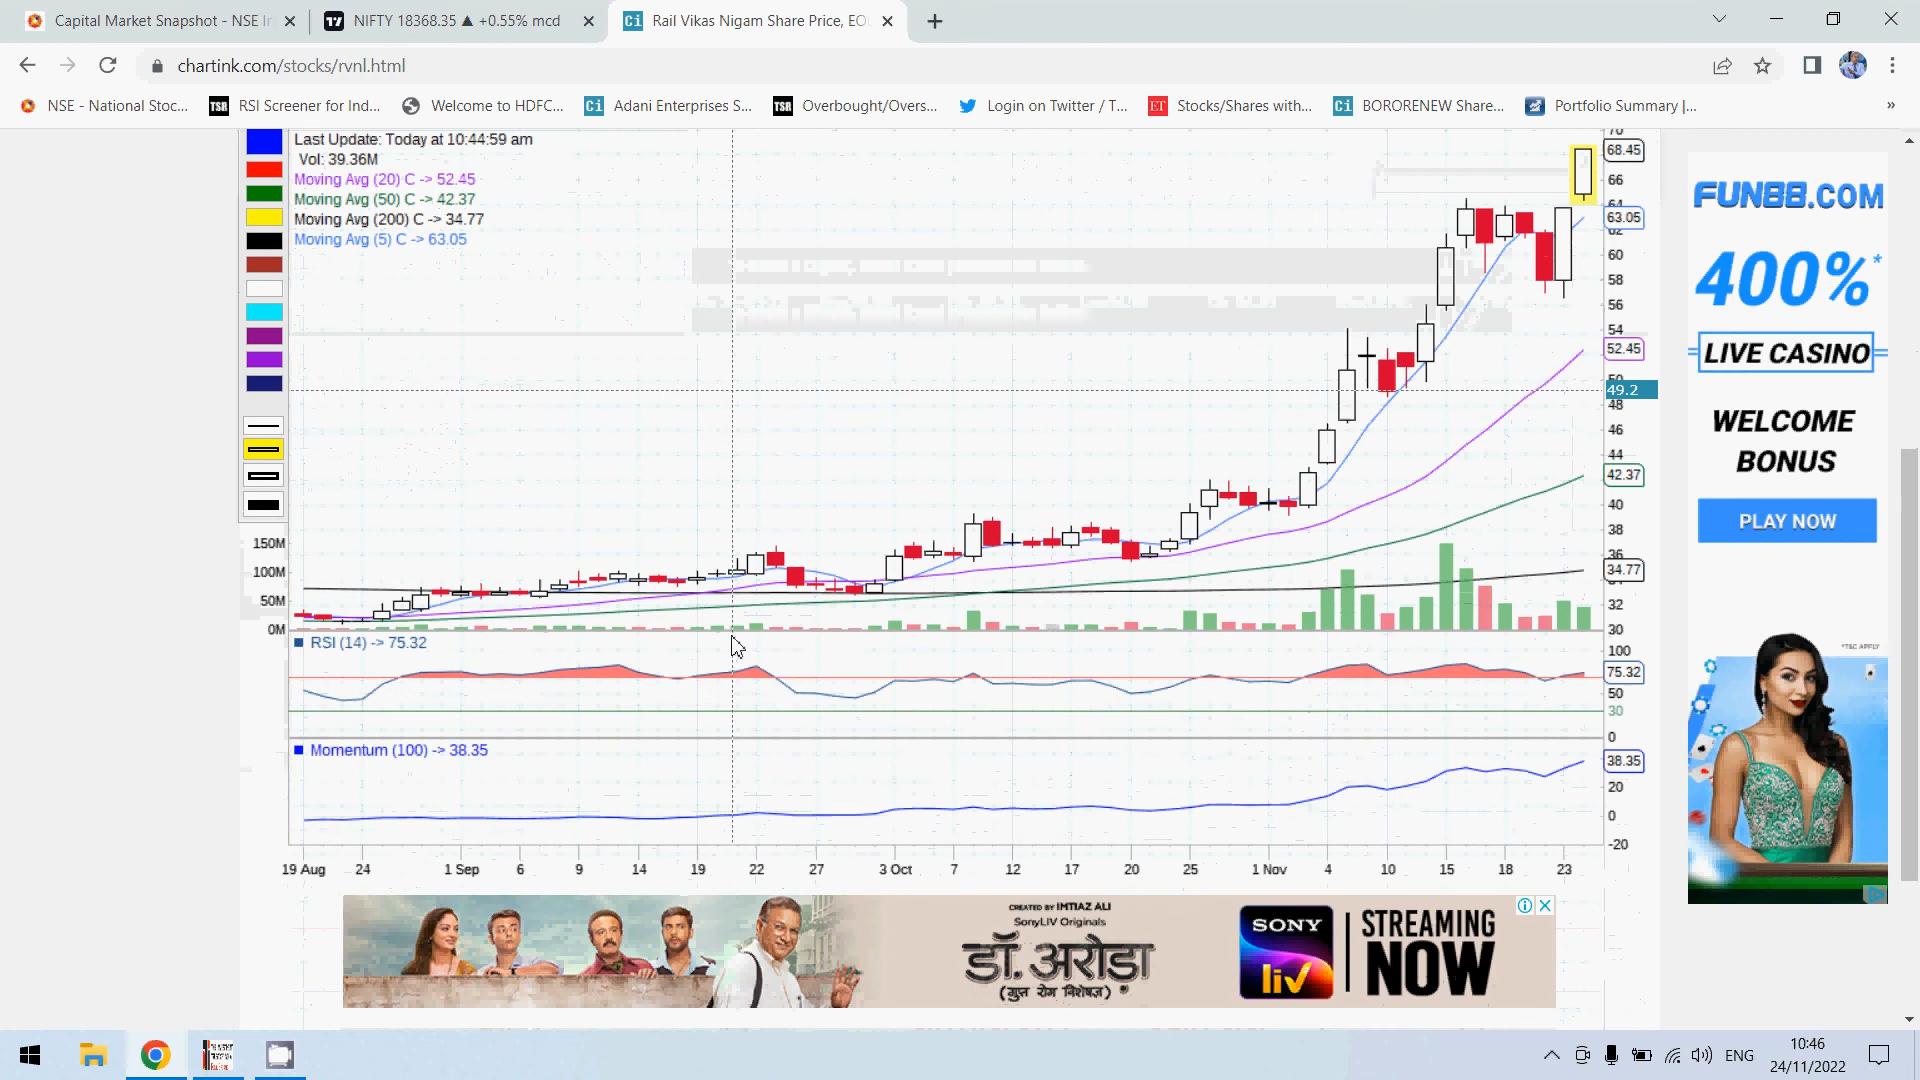 Capital Market Snapshot - NSE In
NIFTY 18368.35 ▲ +0.55% mcd
Rail Vikas Nigam Share Price, EO
chartink.com/stocks/rvnl.html
NSE - National Stoc...
RSI Screener for Ind...
Welcome to HDFC...
Adani Enterprises S...
Overbought/Overs...
Login on Twitter / T...
Stocks/Shares with...
BORORENEW Share...
Portfolio Summary |...
Last Update: Today at 10:44:59 am
Vol: 39.36M
Moving Avg (20) C -> 52.45
Moving Avg (50) C -> 42.37
Moving Avg (200) C -> 34.77
Moving Avg (5) C -> 63.05
70
68.45
66
64
63.05
62
60
58
56
54
52.45
50
49.2
48
46
44
42.37
40
38
36
34.77
32
30
150M
100M
50M
0M
RSI (14) -> 75.32
100
75.32
50
30
0
Momentum (100) -> 38.35
38.35
20
0
-20
19 Aug 24 1 Sep 6 9 14 19 22 27 3 Oct 7 12 17 20 25 1 Nov 4 10 15 18 23
FUN88.COM
400%*
LIVE CASINO
WELCOME
BONUS
PLAY NOW
*T&C APPLY
CREATED BY IMTIAZ ALI
SonyLIV Originals
डॉ. अरोड़ा
(गुप्त रोग विशेषज्ञ)
SONY
liv
STREAMING
NOW
ENG
10:46
24/11/2022